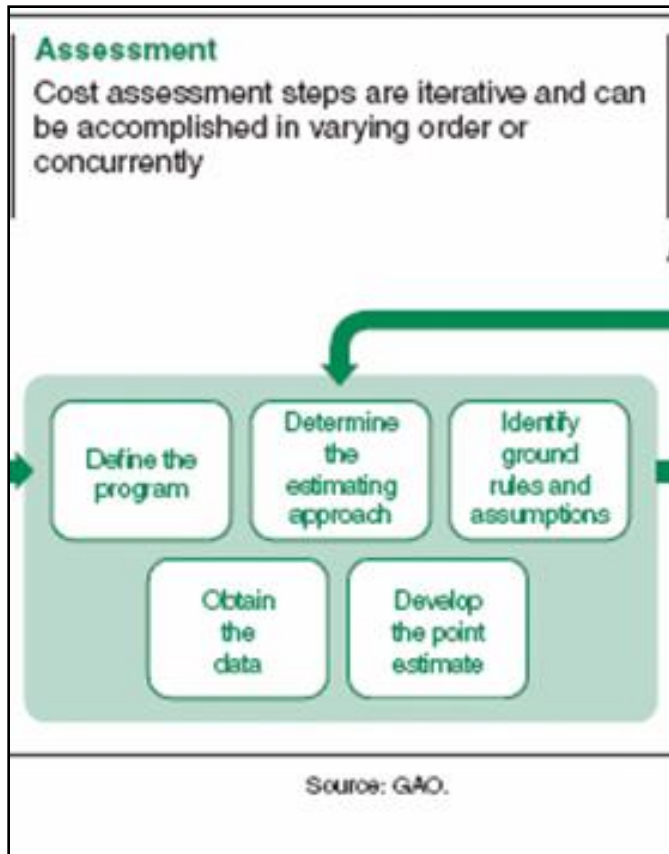 Assessment
Cost assessment steps are iterative and can
be accomplished in varying order or
concurrently
Define the
program
Determine
the
estimating
approach
Identify
ground
rules and
assumptions
Obtain
the
data
Develop
the point
estimate
Source: GAO.